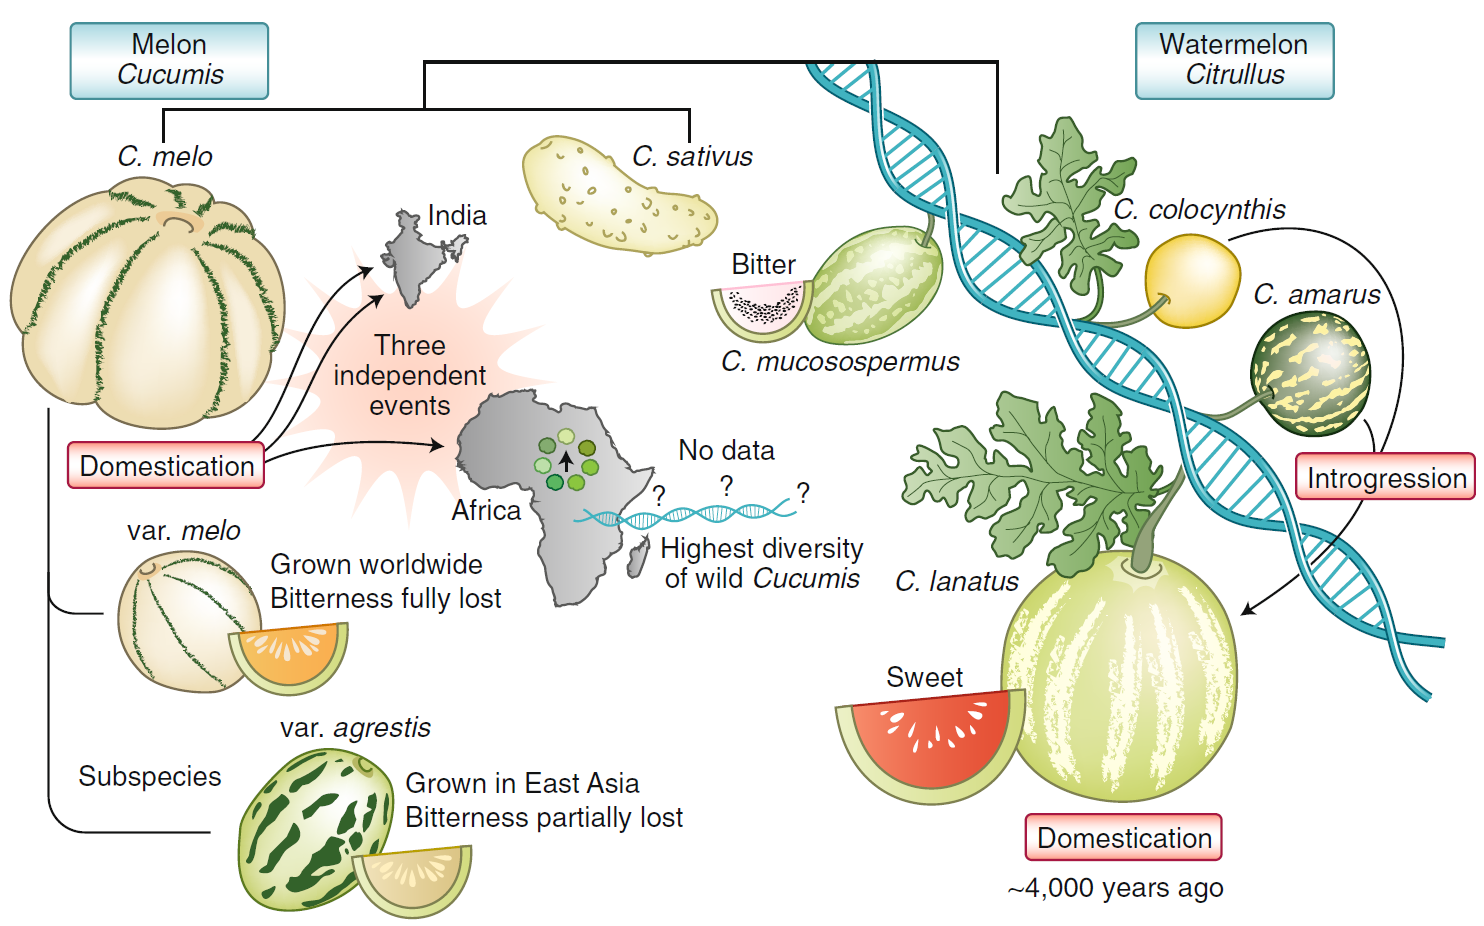 Melon
Cucumis
Watermelon
Citrullus
C. melo
C. sativus
India
C. colocynthis
Bitter
C. amarus
C. mucosospermus
Three
independent
events
Domestication
No data
? ? ?
Africa
Introgression
Highest diversity
of wild Cucumis
var. melo
Grown worldwide
Bitterness fully lost
C. lanatus
Sweet
var. agrestis
Subspecies
Grown in East Asia
Bitterness partially lost
Domestication
~4,000 years ago